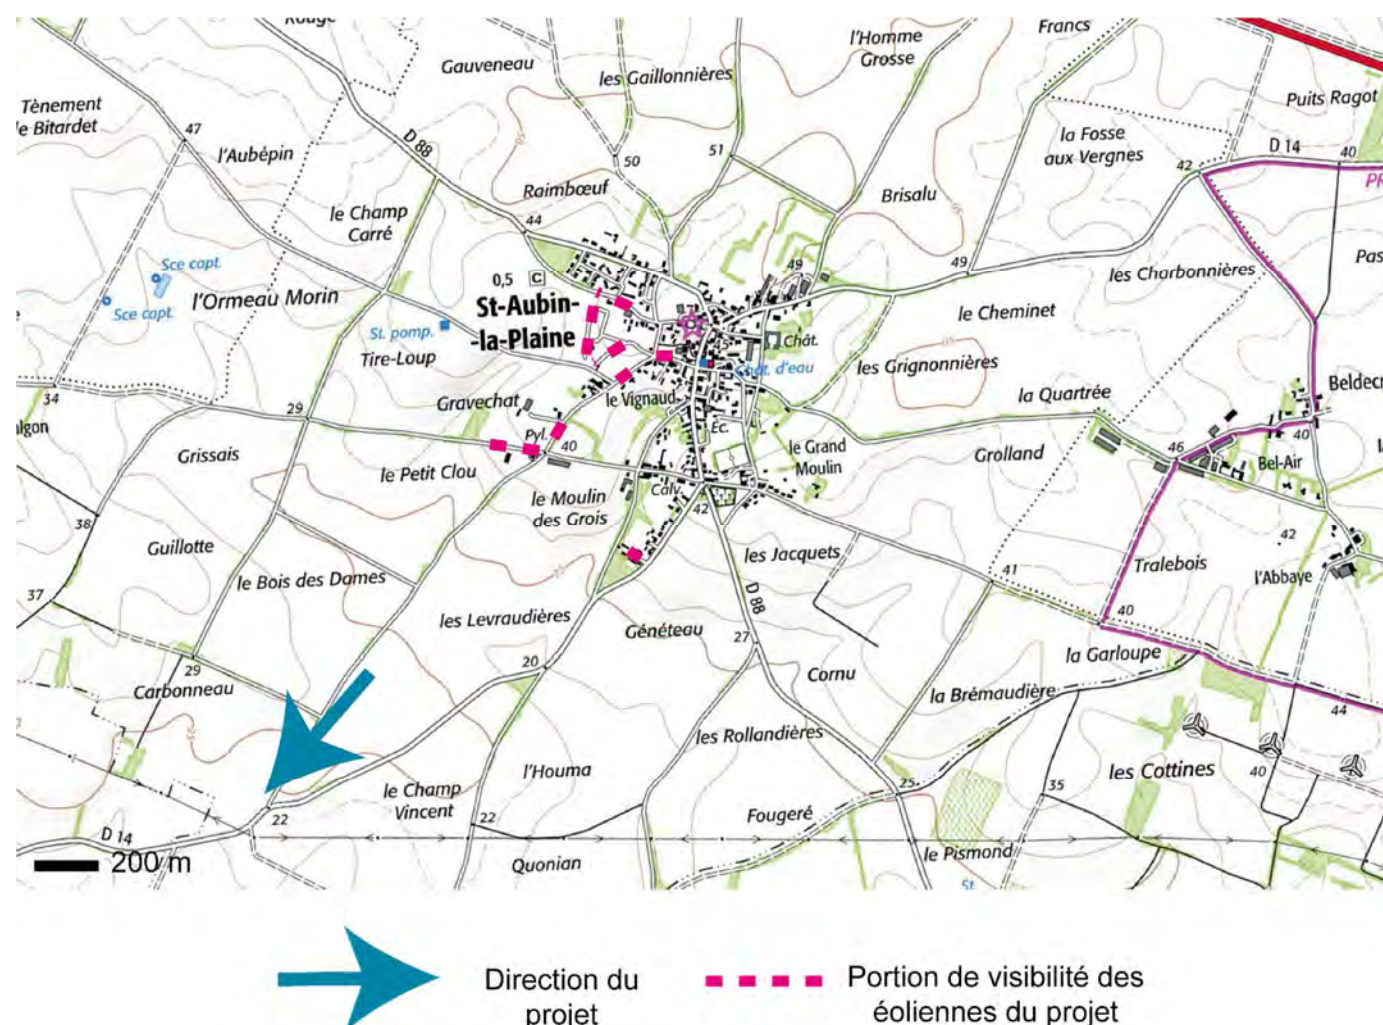 Rouge
Gauveneau
les Gaillonnières
l'Homme
Grosse
Francs
Puits Ragot
Tènement
de Bitardet
47
l'Aubépin
D 88
50
51
la Fosse
aux Vergnes
42
D 14
40
Raimbœuf
Brisalu
le Champ
Carré
44
Sce capt.
l'Ormeau Morin
Sce capt.
0,5
C
St-Aubin-
-la-Plaine
49
49
les Charbonnières
le Cheminet
St. pomp.
Tire-Loup
45
Chât.
Chât. d'eau
les Grignonnières
34
29
Gravechat
le Vignaud
la Quartrée
Pyl.
40
Éc.
le Grand
Moulin
Grolland
46
40
Bel-Air
Grissais
le Petit Clou
le Moulin
des Grois
Calv.
42
38
Guillotte
les Jacquets
42
le Bois des Dames
41
Tralebois
l'Abbaye
37
les Levraudières
Généteau
D 88
27
40
29
Carbonneau
20
Cornu
la Garloupe
la Brémaudière
44
les Rollandières
l'Houma
le Champ
Vincent
les Cottines
40
25
35
22
22
Fougeré
D 14
200 m
Quonian
le Pismond
St.
Direction du
projet
Portion de visibilité des
éoliennes du projet